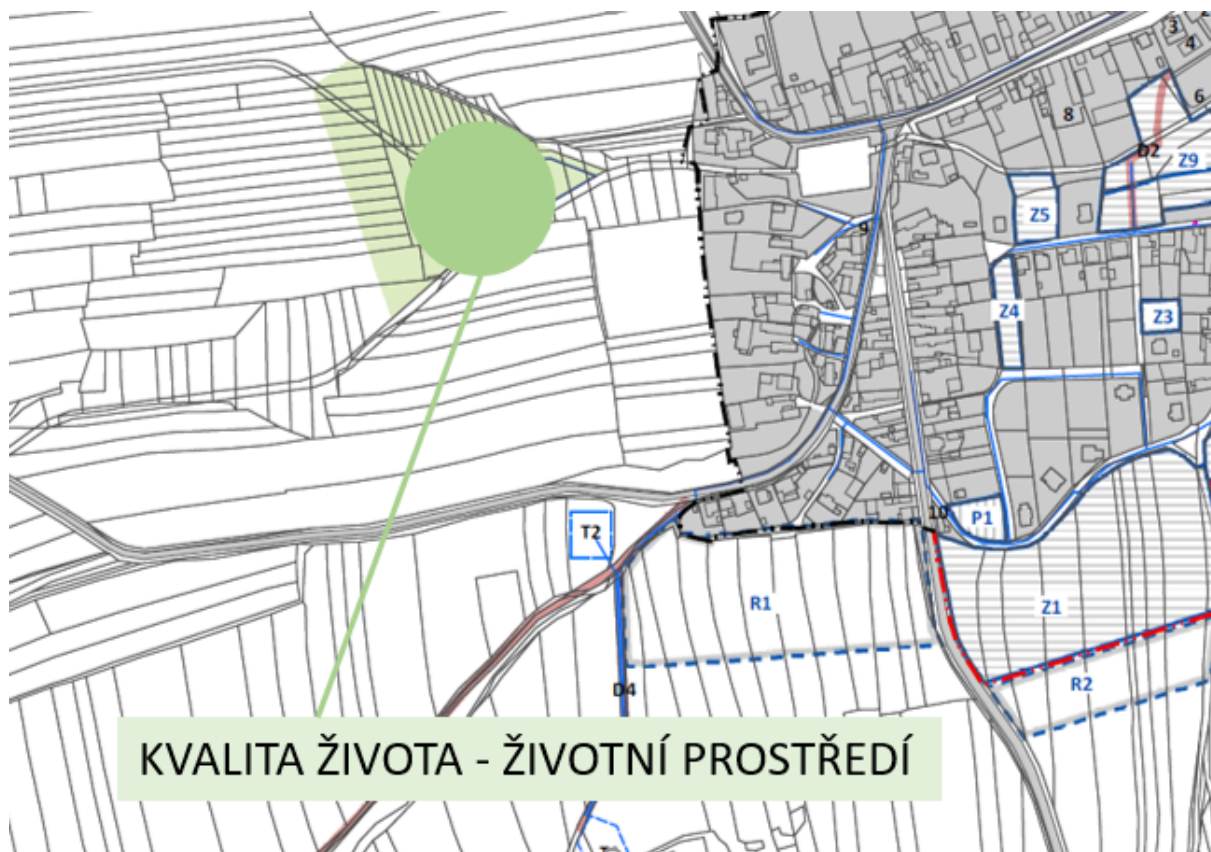 3
4
6
8
D2
Z9
Z5
9
Z4
Z3
10
P1
T2
R1
Z1
R2
D4
KVALITA ŽIVOTA - ŽIVOTNÍ PROSTŘEDÍ